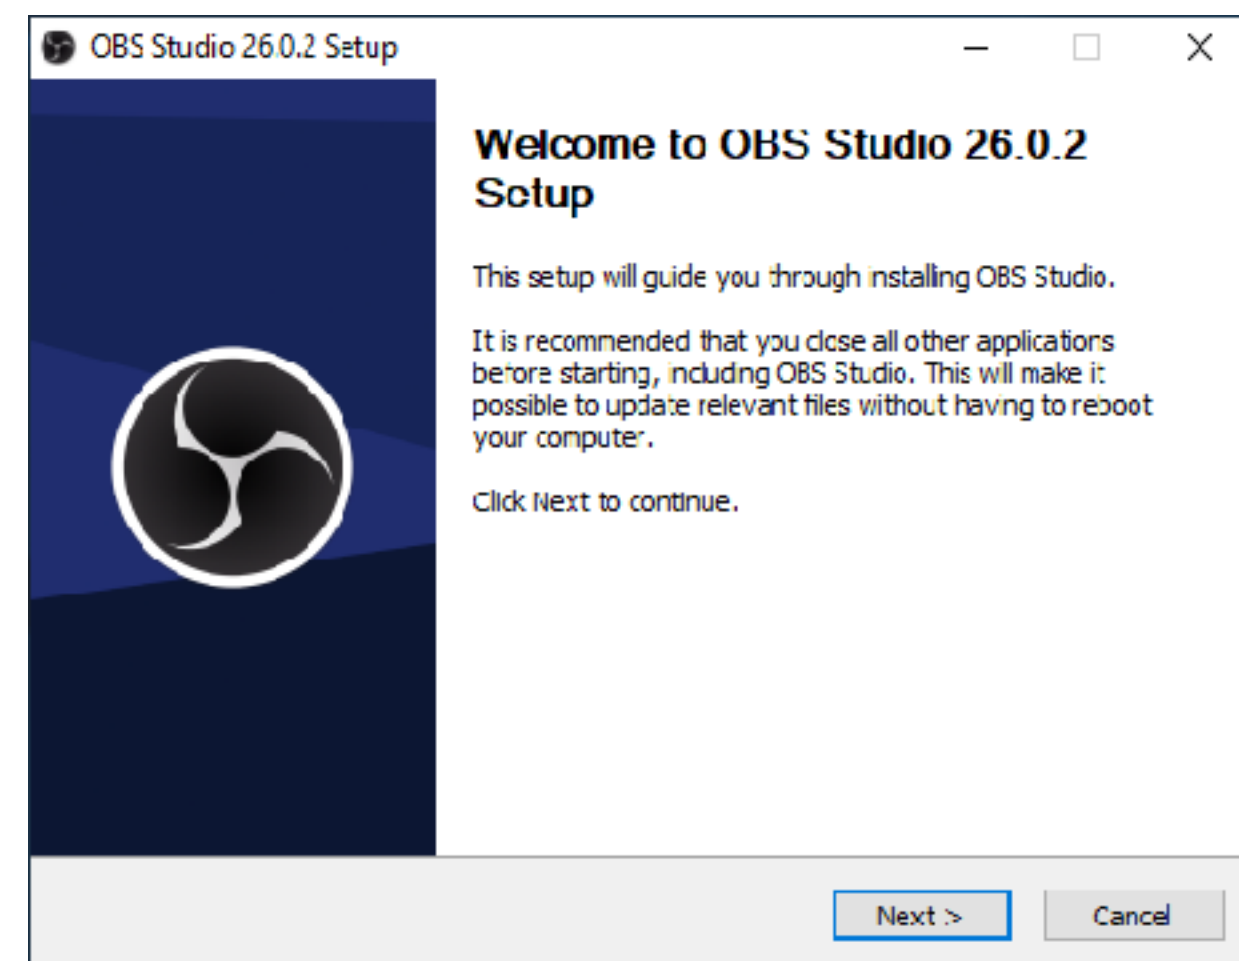 OBS Studio 26.0.2 Setup
Welcome to OBS Studio 26.0.2
Setup
This setup will guide you through installing OBS Studio.
It is recommended that you close all other applications
before starting, including OBS Studio. This will make it
possible to update relevant files without having to reboot
your computer.
Click Next to continue.
Next >
Cancel